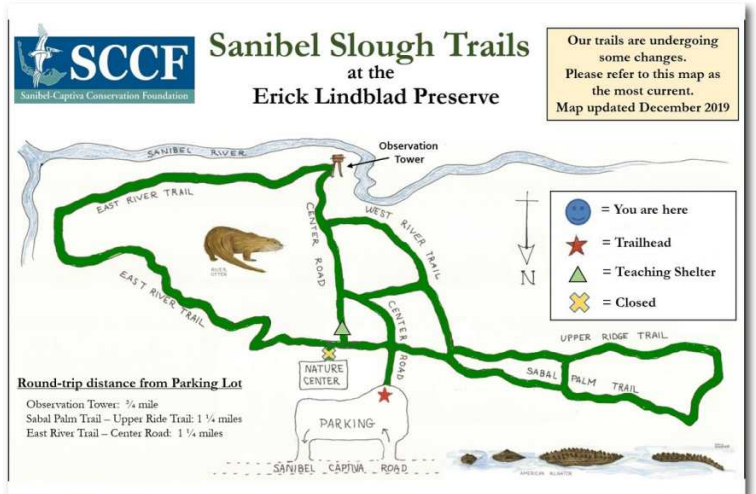 SCCF
Sanibel-Captiva Conservation Foundation
Sanibel Slough Trails
at the
Erick Lindblad Preserve
Our trails are undergoing
some changes.
Please refer to this map as
the most current.
Map updated December 2019
Observation
Tower
SANIBEL RIVER
EAST RIVER TRAIL
CENTER ROAD
WEST RIVER TRAIL
RIVER
OTTER
EAST RIVER TRAIL
N
= You are here
= Trailhead
= Teaching Shelter
= Closed
CENTER ROAD
UPPER RIDGE TRAIL
SABAL PALM TRAIL
NATURE
CENTER
PARKING
SANIBEL CAPTIVA ROAD
Round-trip distance from Parking Lot
Observation Tower: ¾ mile
Sabal Palm Trail – Upper Ride Trail: 1 ¼ miles
East River Trail – Center Road: 1 ¼ miles
AMERICAN ALLIGATOR